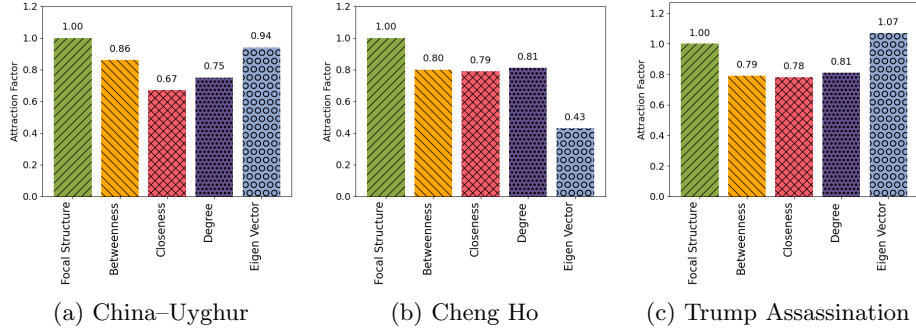 1.2
1.0
0.8
0.6
0.4
0.2
0.0
Attraction Factor
1.00
0.86
0.67
0.75
0.94
Focal Structure
Betweenness
Closeness
Degree
Eigen Vector
(a) China–Uyghur
1.2
1.0
0.8
0.6
0.4
0.2
0.0
Attraction Factor
1.00
0.80
0.79
0.81
0.43
Focal Structure
Betweenness
Closeness
Degree
Eigen Vector
(b) Cheng Ho
1.2
1.0
0.8
0.6
0.4
0.2
0.0
Attraction Factor
1.00
0.79
0.78
0.81
1.07
Focal Structure
Betweenness
Closeness
Degree
Eigen Vector
(c) Trump Assassination